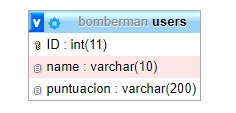 v bomberman users
ID : int(11)
name : varchar(10)
puntuacion : varchar(200)